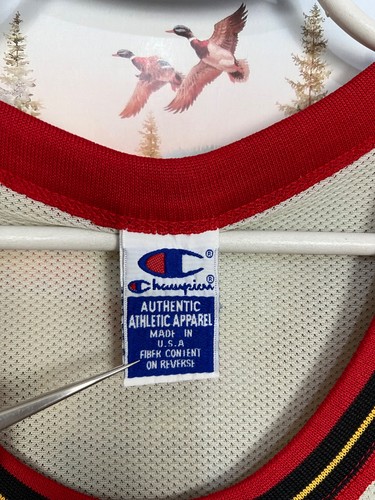 C®
Champion®
AUTHENTIC
ATHLETIC APPAREL
MADE IN
U.S.A
FIBER CONTENT
ON REVERSE